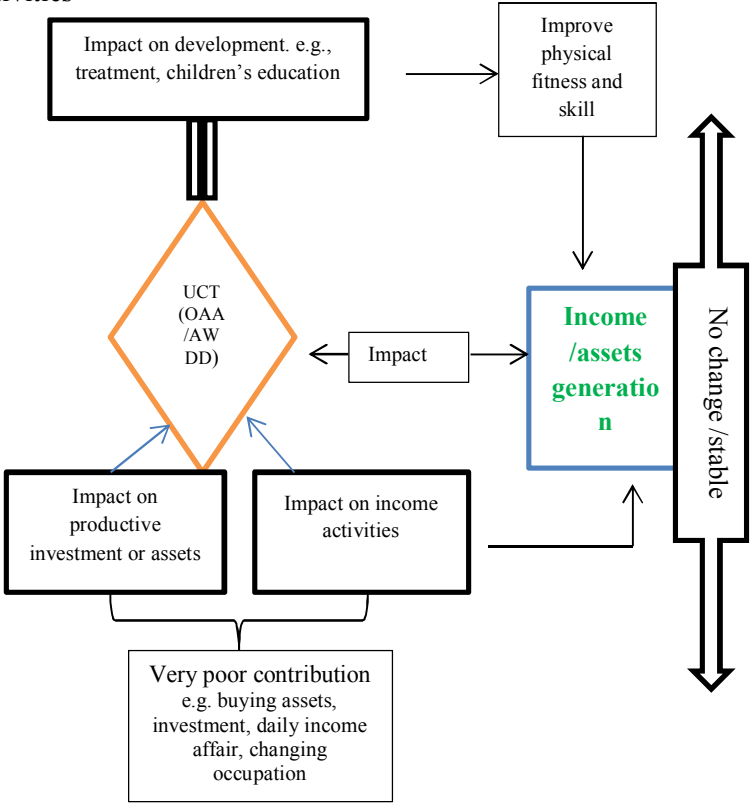 Impact on development. e.g.,
treatment, children's education
Improve
physical
fitness and
skill
UCT
(OAA
/AW
DD)
Impact
Income
/assets
generatio
n
No change /stable
Impact on
productive
investment or assets
Impact on income
activities
Very poor contribution
e.g. buying assets,
investment, daily income
affair, changing
occupation